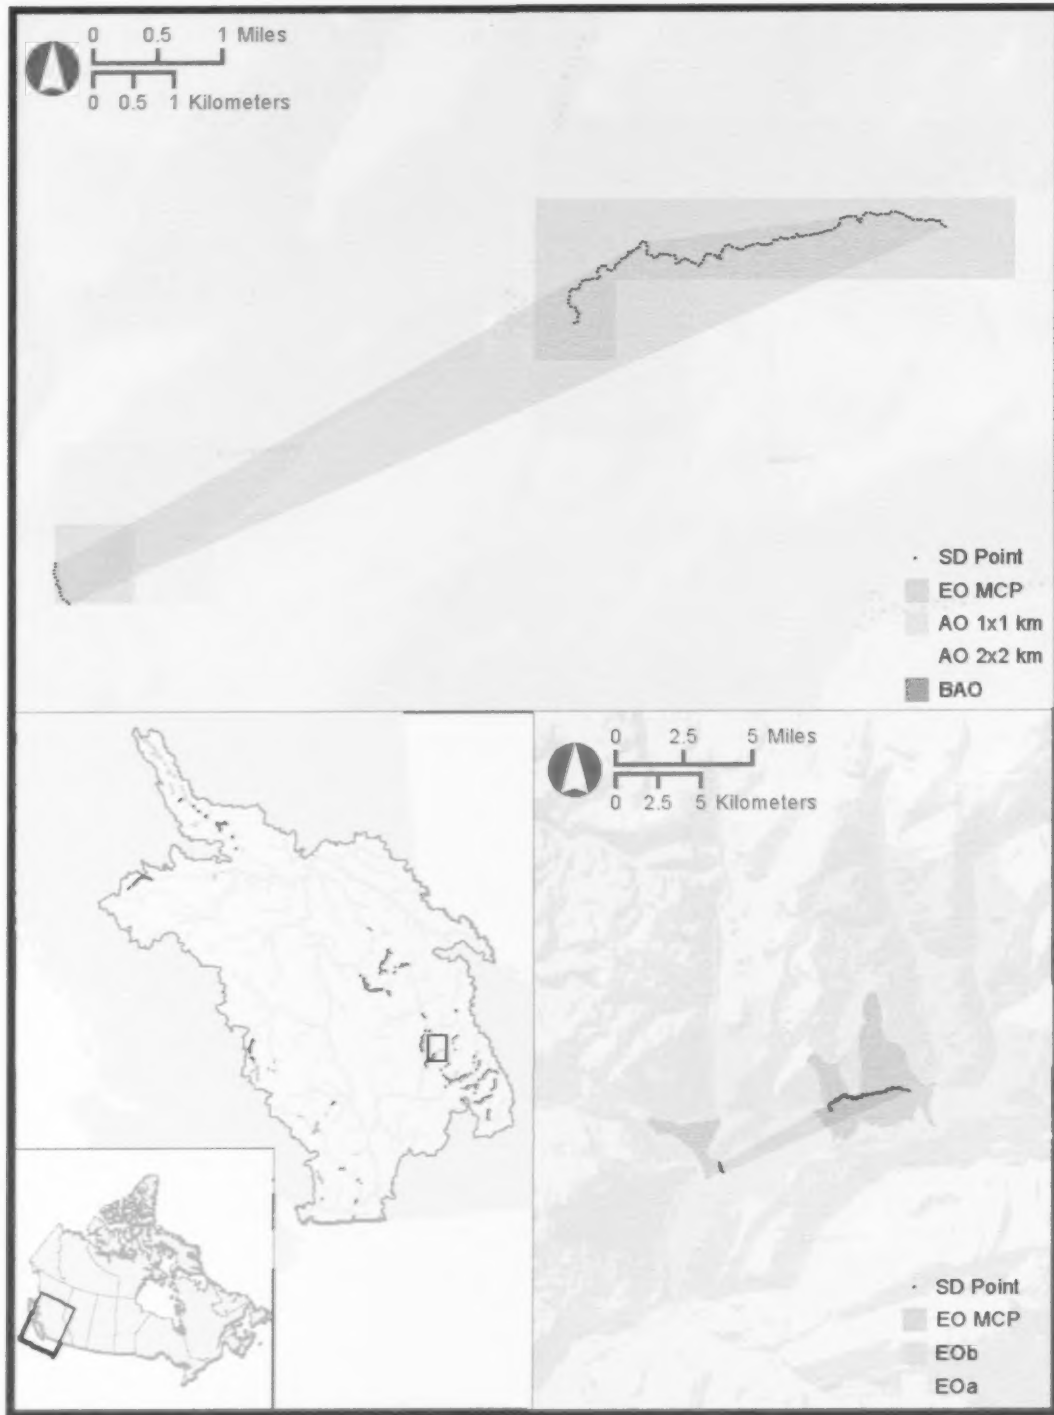 0 0.5 1 Miles
0 0.5 1 Kilometers
SD Point
EO MCP
AO 1x1 km
AO 2x2 km
BAO
0 2.5 5 Miles
0 2.5 5 Kilometers
SD Point
EO MCP
EOb
EOa